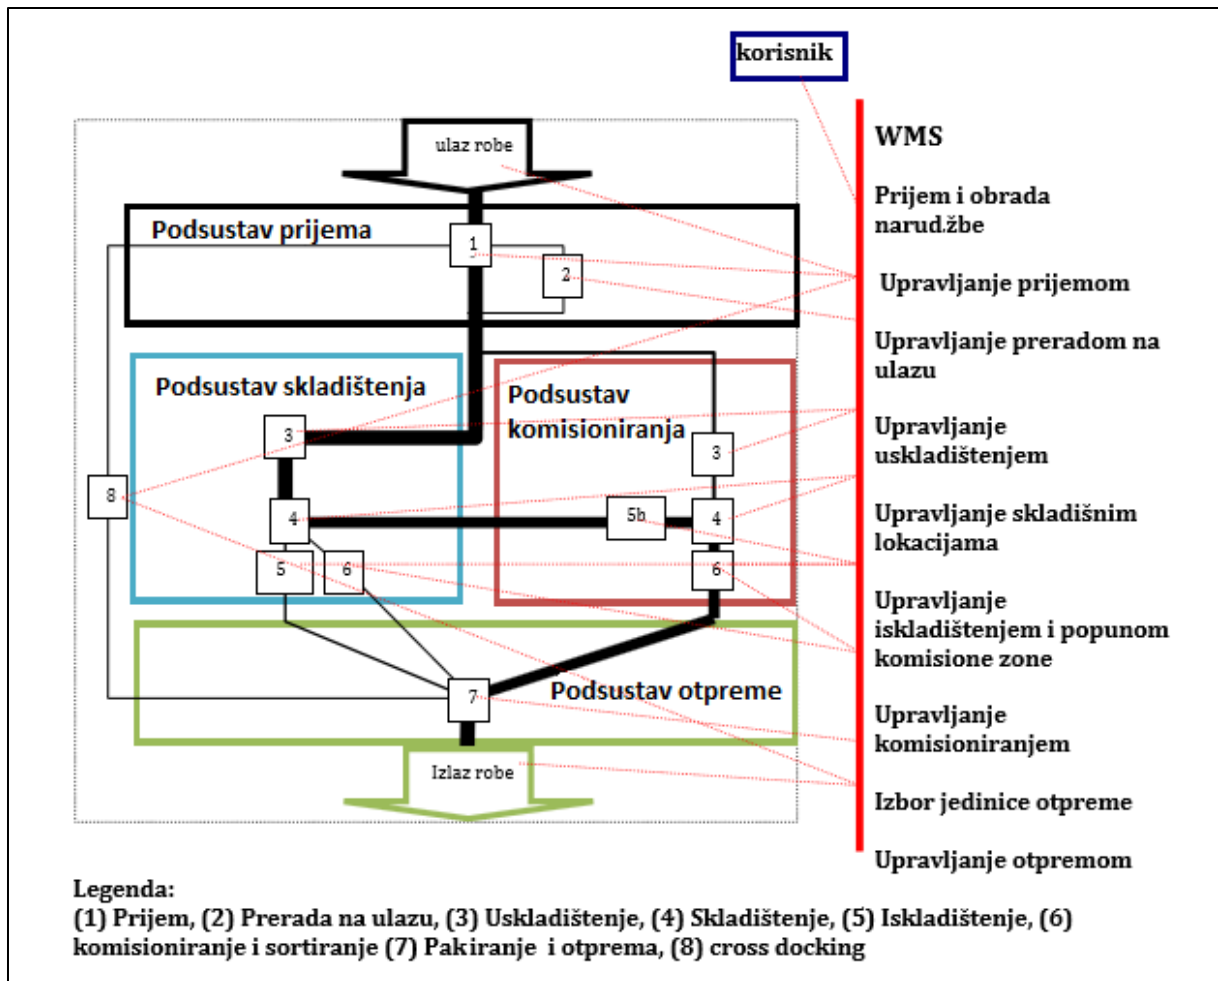 korisnik
ulaz robe
Podsustav prijema
1
2
Podsustav skladištenja
Podsustav
komisioniranja
3
3
8
4
5b
4
5
6
6
7
Podsustav otpreme
Izlaz robe
WMS
Prijem i obrada
narudžbe
Upravljanje prijemom
Upravljanje preradom na
ulazu
Upravljanje
uskladištenjem
Upravljanje skladišnim
lokacijama
Upravljanje
iskladištenjem i popunom
komisione zone
Upravljanje
komisioniranjem
Izbor jedinice otpreme
Upravljanje otpremom
Legenda:
(1) Prijem, (2) Prerada na ulazu, (3) Uskladištenje, (4) Skladištenje, (5) Iskladištenje, (6)
komisioniranje i sortiranje (7) Pakiranje i otprema, (8) cross docking